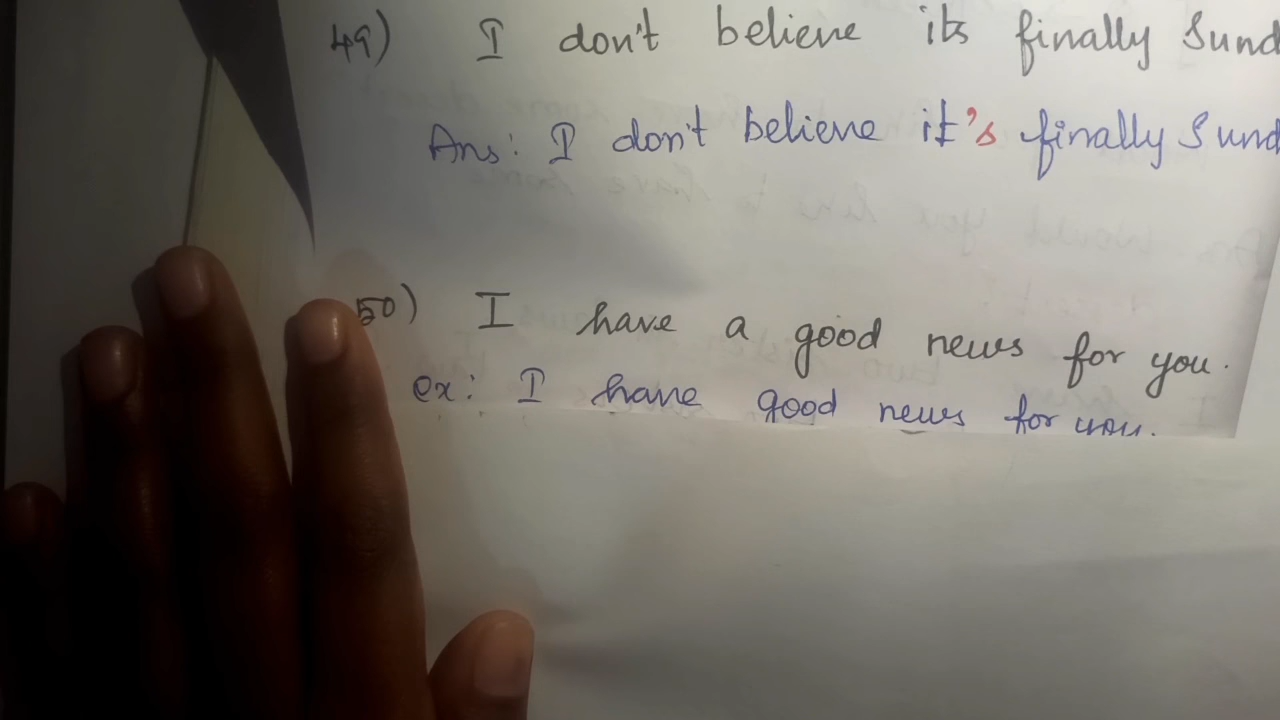 49) I don't believe its finally Sund
Ans: I don't believe it's finally Sund
50) I have a good news for you.
ex: I have good news for you.